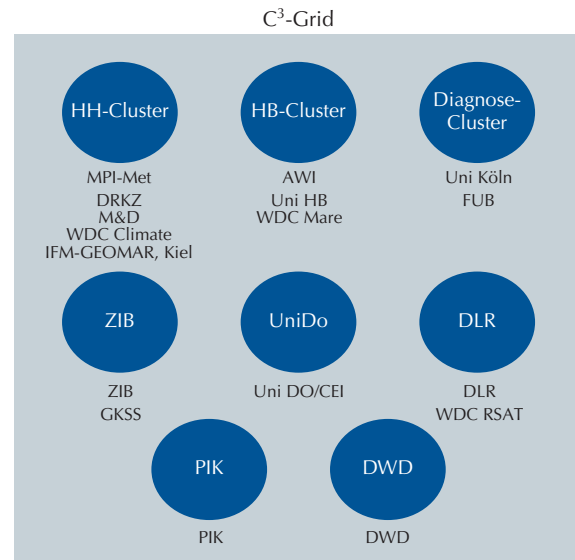 C³-Grid
HH-Cluster
HB-Cluster
Diagnose-
Cluster
MPI-Met
DRKZ
M&D
WDC Climate
IFM-GEOMAR, Kiel
AWI
Uni HB
WDC Mare
Uni Köln
FUB
ZIB
UniDo
DLR
ZIB
GKSS
Uni DO/CEI
DLR
WDC RSAT
PIK
DWD
PIK
DWD